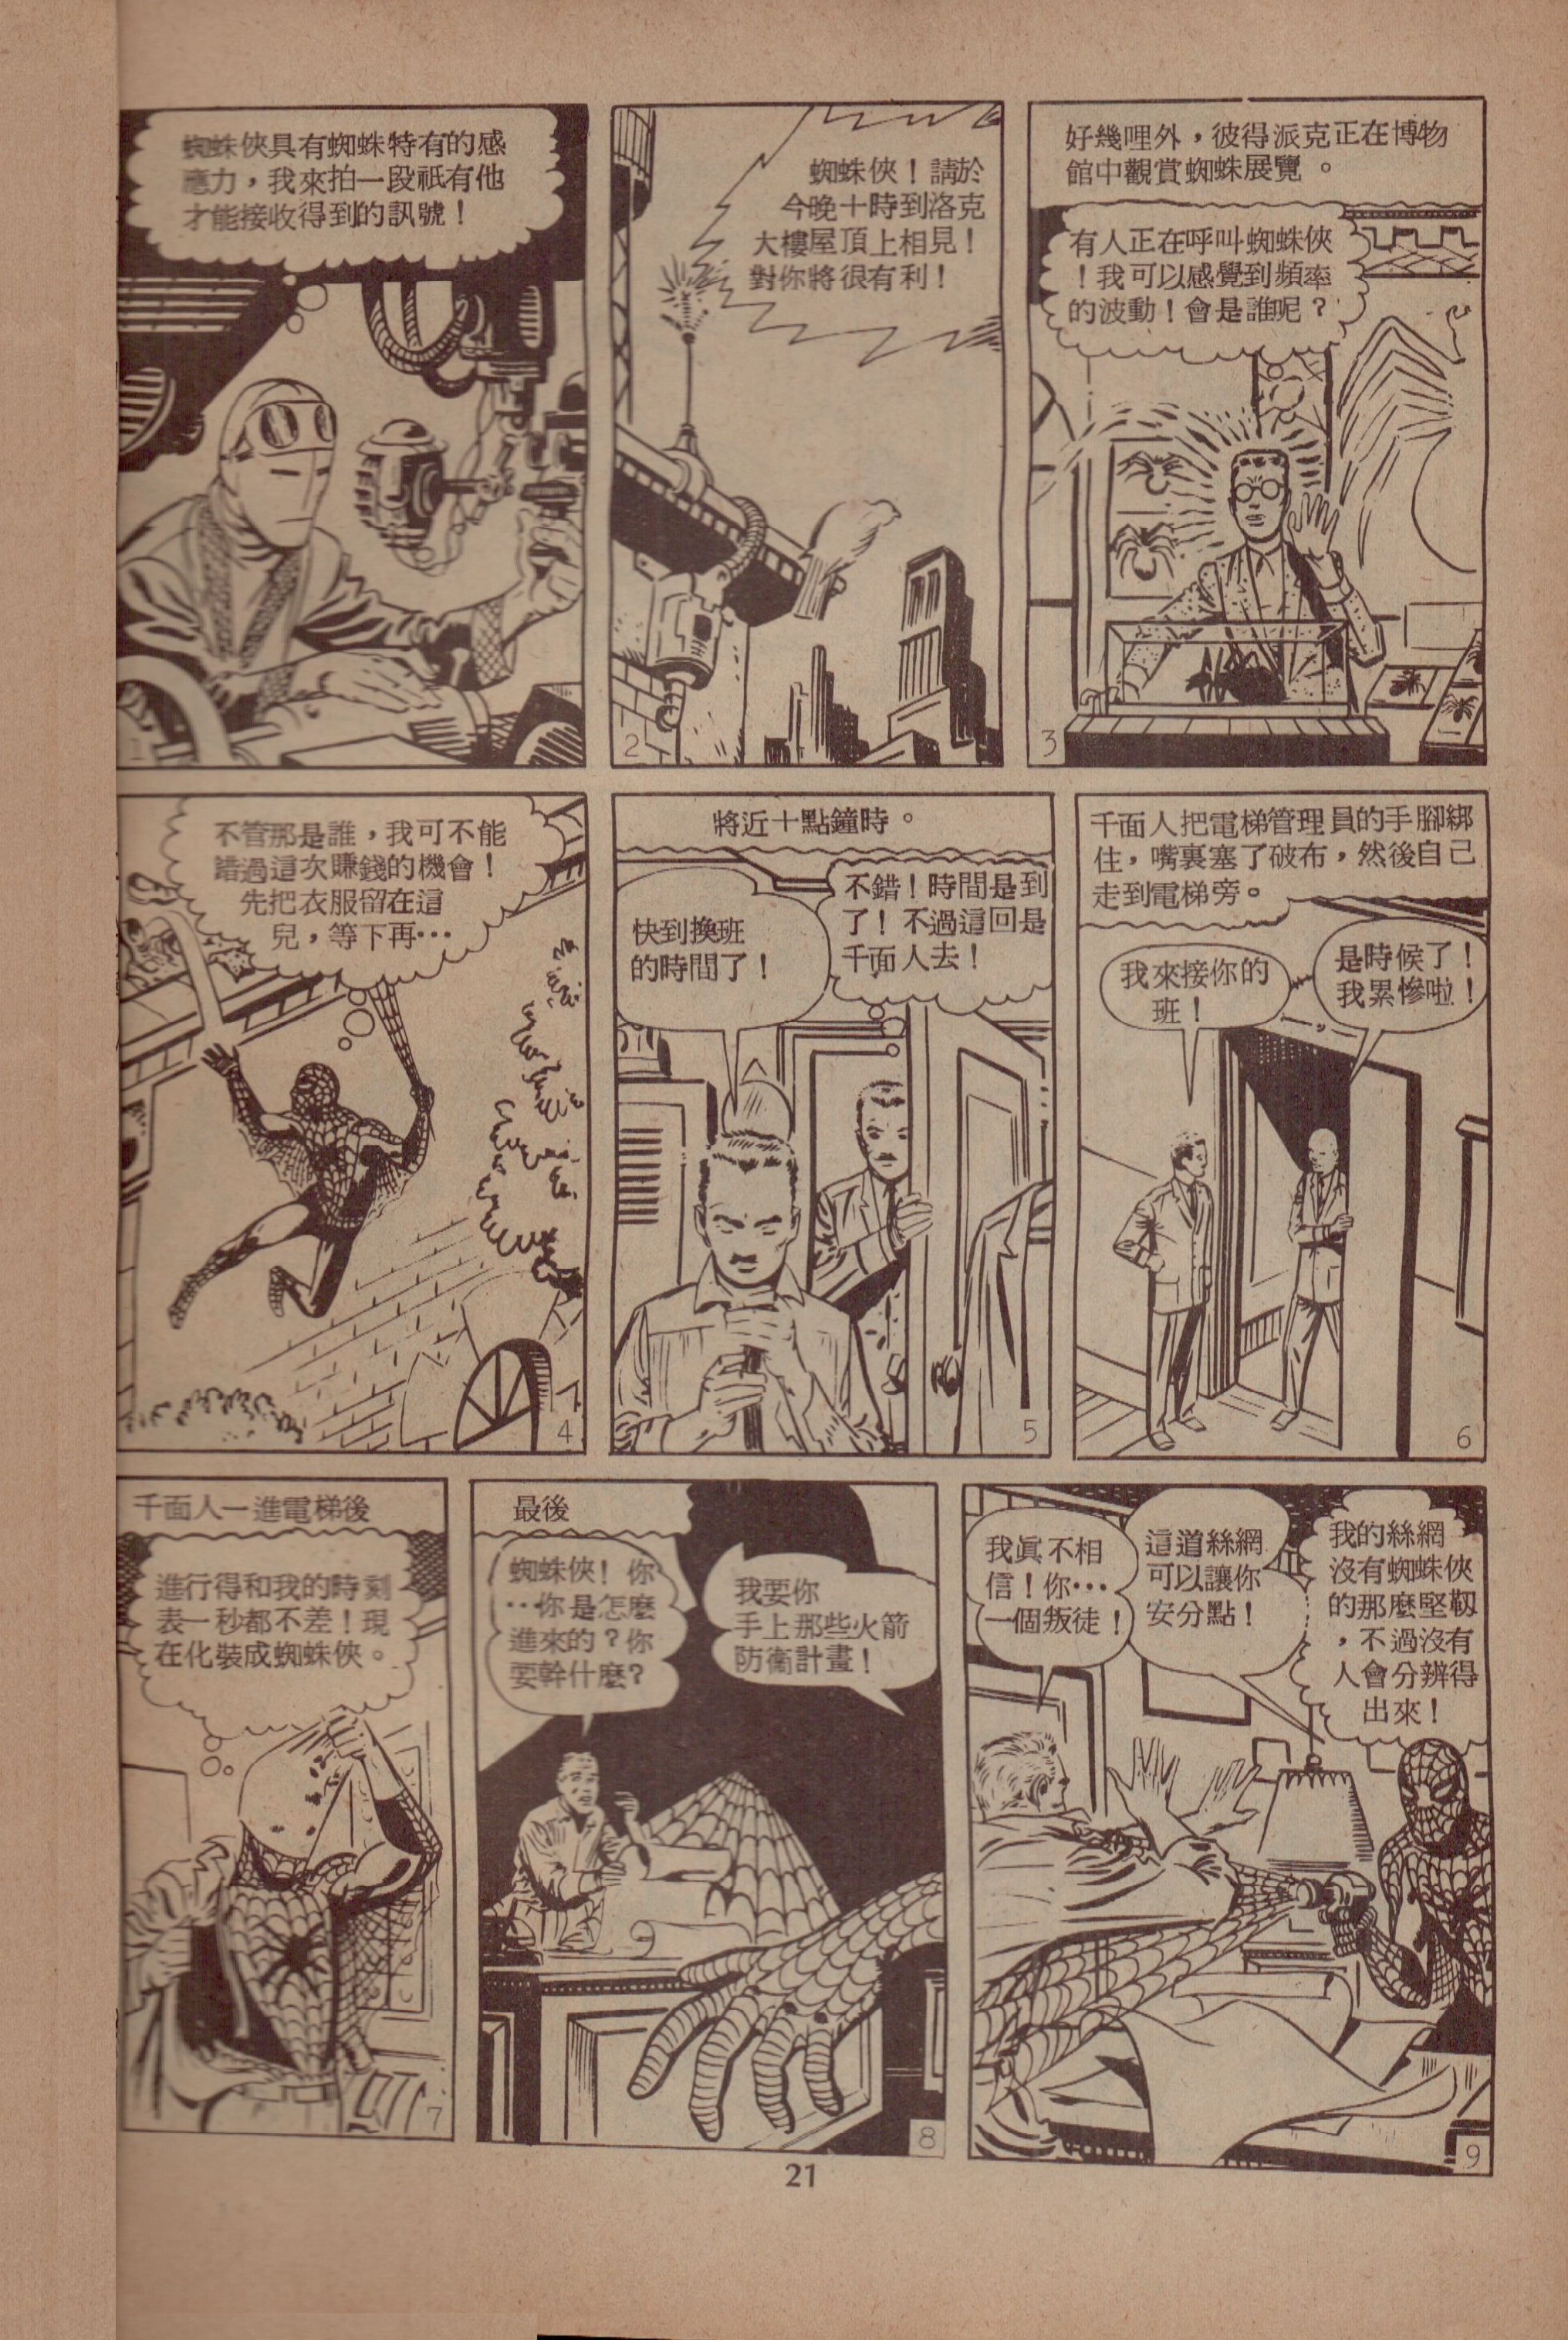 蜘蛛俠具有蜘蛛特有的感
應力，我來拍一段祇有他
才能接收得到的訊號！
1
蜘蛛俠！請於
今晚十時到洛克
大樓屋頂上相見！
對你將很有利！
2
好幾哩外，彼得派克正在博物
館中觀賞蜘蛛展覽。
有人正在呼叫蜘蛛俠
！我可以感覺到頻率
的波動！會是誰呢？
3
不管那是誰，我可不能
錯過這次賺錢的機會！
先把衣服留在這
兒，等下再…
4
將近十點鐘時。
快到換班
的時間了！
不錯！時間是到
了！不過這回是
千面人去！
5
千面人把電梯管理員的手腳綁
住，嘴裏塞了破布，然後自己
走到電梯旁。
我來接你的
班！
是時候了！
我累慘啦！
6
千面人一進電梯後
進行得和我的時刻
表一秒都不差！現
在化裝成蜘蛛俠。
7
最後
蜘蛛俠！你
…你是怎麼
進來的？你
要幹什麼？
我要你
手上那些火箭
防衞計畫！
8
我眞不相
信！你…
一個叛徒！
這道絲網
可以讓你
安分點！
我的絲網
沒有蜘蛛俠
的那麼堅韌
，不過沒有
人會分辨得
出來！
9
21